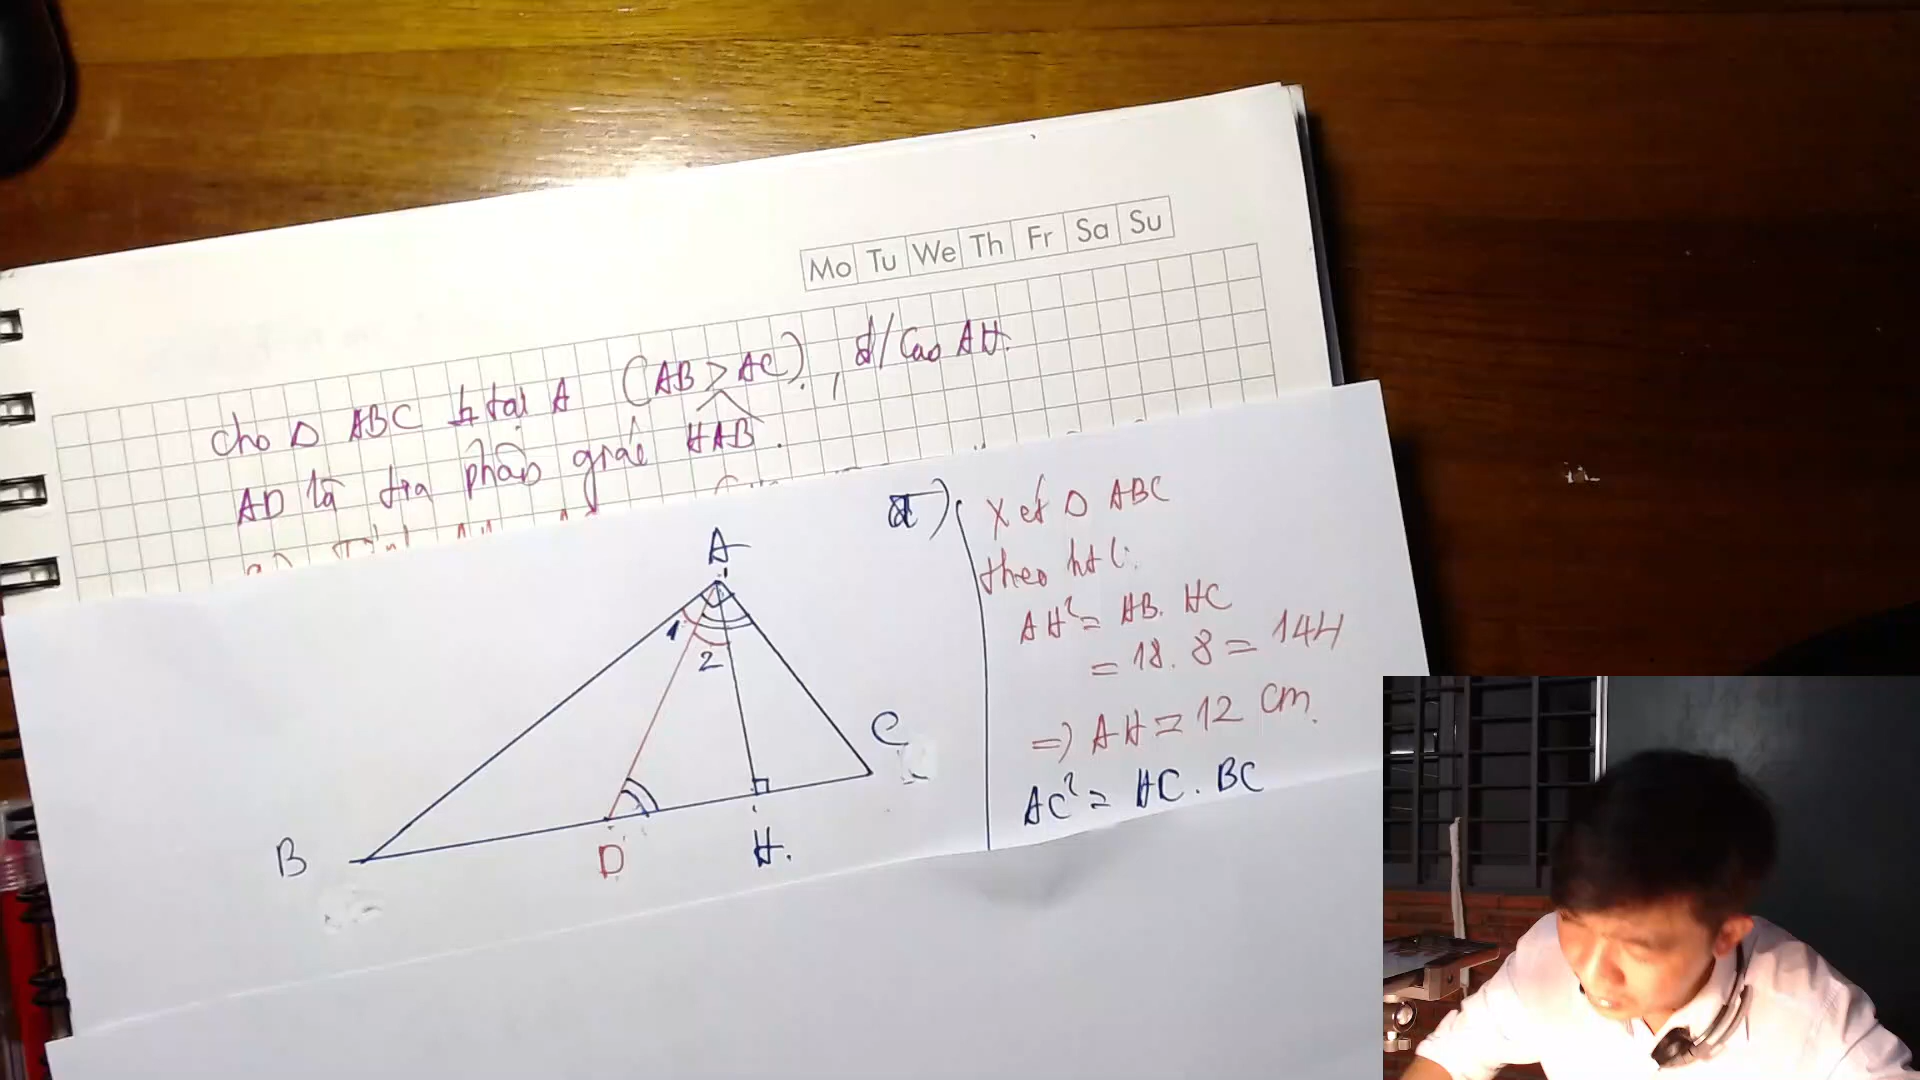 Mo Tu We Th Fr Sa Su
Cho Δ ABC ⊥ tại A (AB > AC), đ/cao AH.
AD là tia phân giác HAB.
A
1
2
B
D
H.
C
a)
Xét Δ ABC
theo htl:
AH² = HB. HC
= 18. 8 = 144
=> AH = 12 cm.
AC² = HC. BC